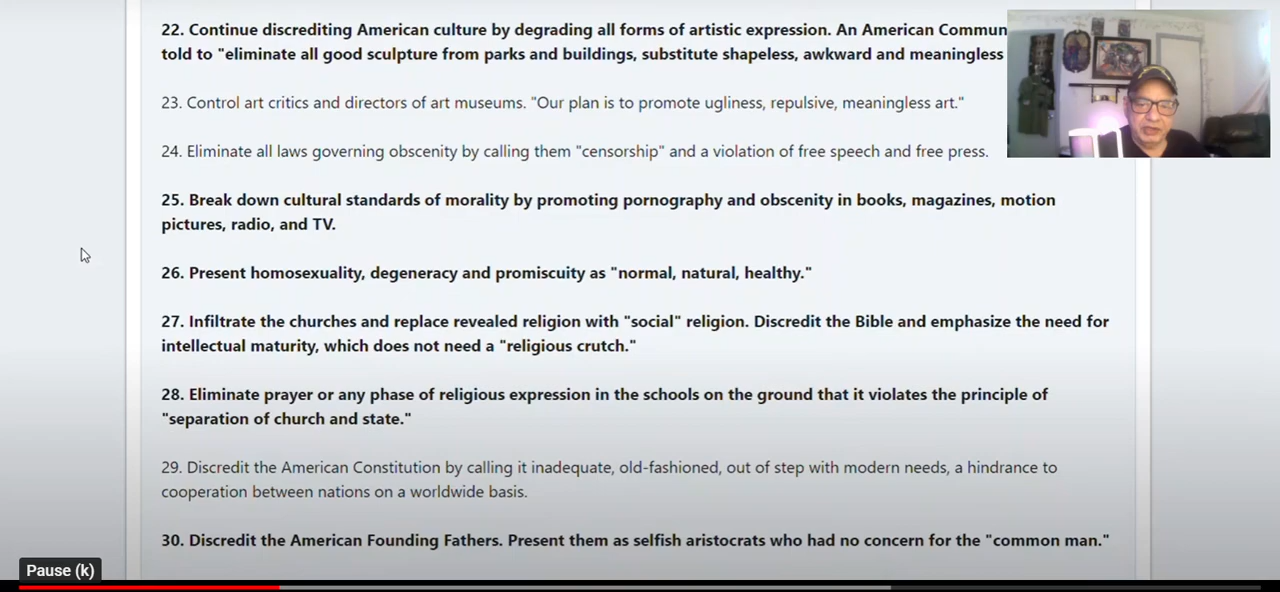 22. Continue discrediting American culture by degrading all forms of artistic expression. An American
told to "eliminate all good sculpture from parks and buildings, substitute shapeless, awkward and meaningless
23. Control art critics and directors of art museums. "Our plan is to promote ugliness, repulsive, meaningless art."
24. Eliminate all laws governing obscenity by calling them "censorship" and a violation of free speech and free press.
25. Break down cultural standards of morality by promoting pornography and obscenity in books, magazines, motion
pictures, radio, and TV.
26. Present homosexuality, degeneracy and promiscuity as "normal, natural, healthy."
27. Infiltrate the churches and replace revealed religion with "social" religion. Discredit the Bible and emphasize the need for
intellectual maturity, which does not need a "religious crutch."
28. Eliminate prayer or any phase of religious expression in the schools on the ground that it violates the principle of
"separation of church and state."
29. Discredit the American Constitution by calling it inadequate, old-fashioned, out of step with modern needs, a hindrance to
cooperation between nations on a worldwide basis.
30. Discredit the American Founding Fathers. Present them as selfish aristocrats who had no concern for the "common man."
Pause (k)